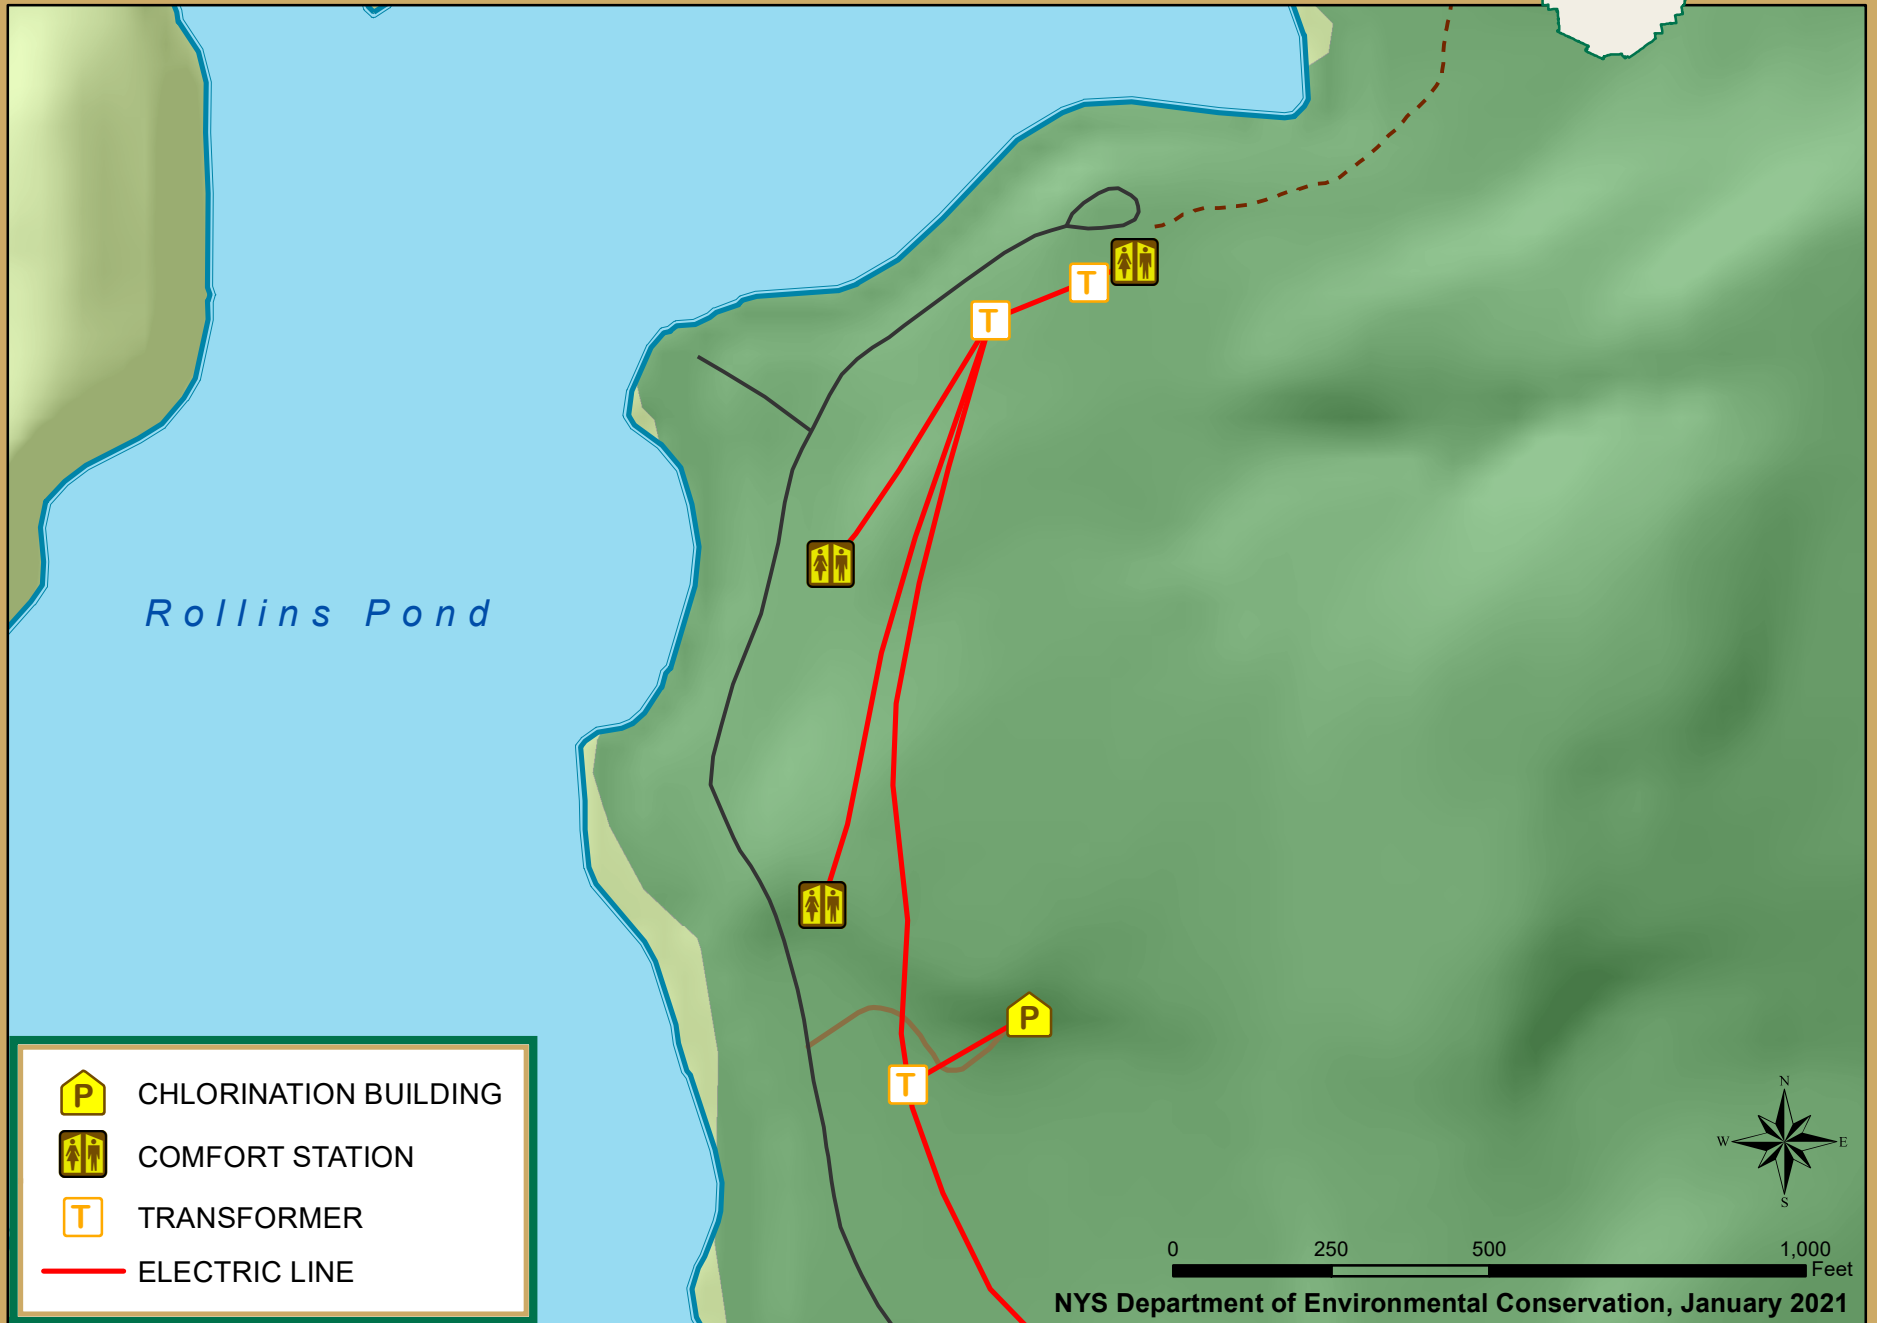 T
T
Rollins Pond
P
T
P CHLORINATION BUILDING
COMFORT STATION
T TRANSFORMER
ELECTRIC LINE
N
W E
S
0 250 500 1,000
Feet
NYS Department of Environmental Conservation, January 2021